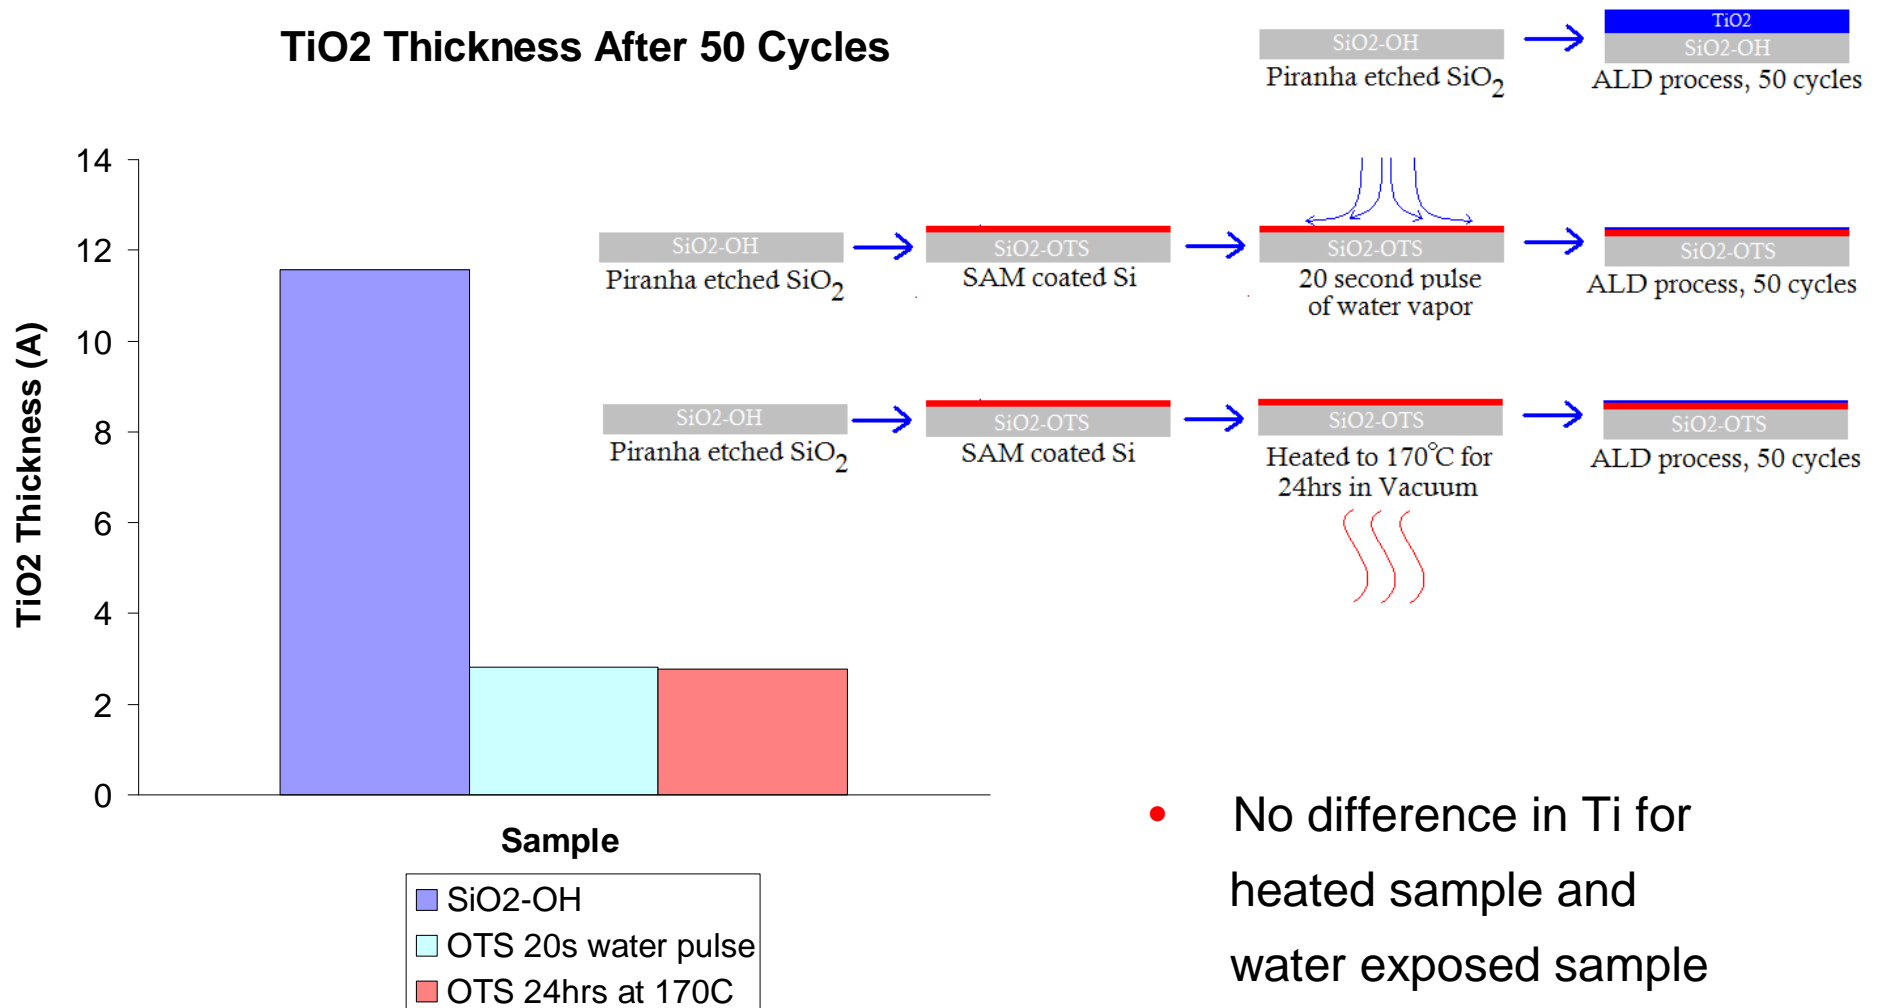 TiO2 Thickness After 50 Cycles
TiO2 Thickness (A)
14
12
10
8
6
4
2
0
Sample
SiO2-OH
OTS 20s water pulse
OTS 24hrs at 170C
SiO2-OH
Piranha etched SiO2
TiO2
SiO2-OH
ALD process, 50 cycles
SiO2-OH
Piranha etched SiO2
SiO2-OTS
SAM coated Si
SiO2-OTS
20 second pulse
of water vapor
SiO2-OTS
ALD process, 50 cycles
SiO2-OH
Piranha etched SiO2
SiO2-OTS
SAM coated Si
SiO2-OTS
Heated to 170°C for
24hrs in Vacuum
SiO2-OTS
ALD process, 50 cycles
• No difference in Ti for
heated sample and
water exposed sample